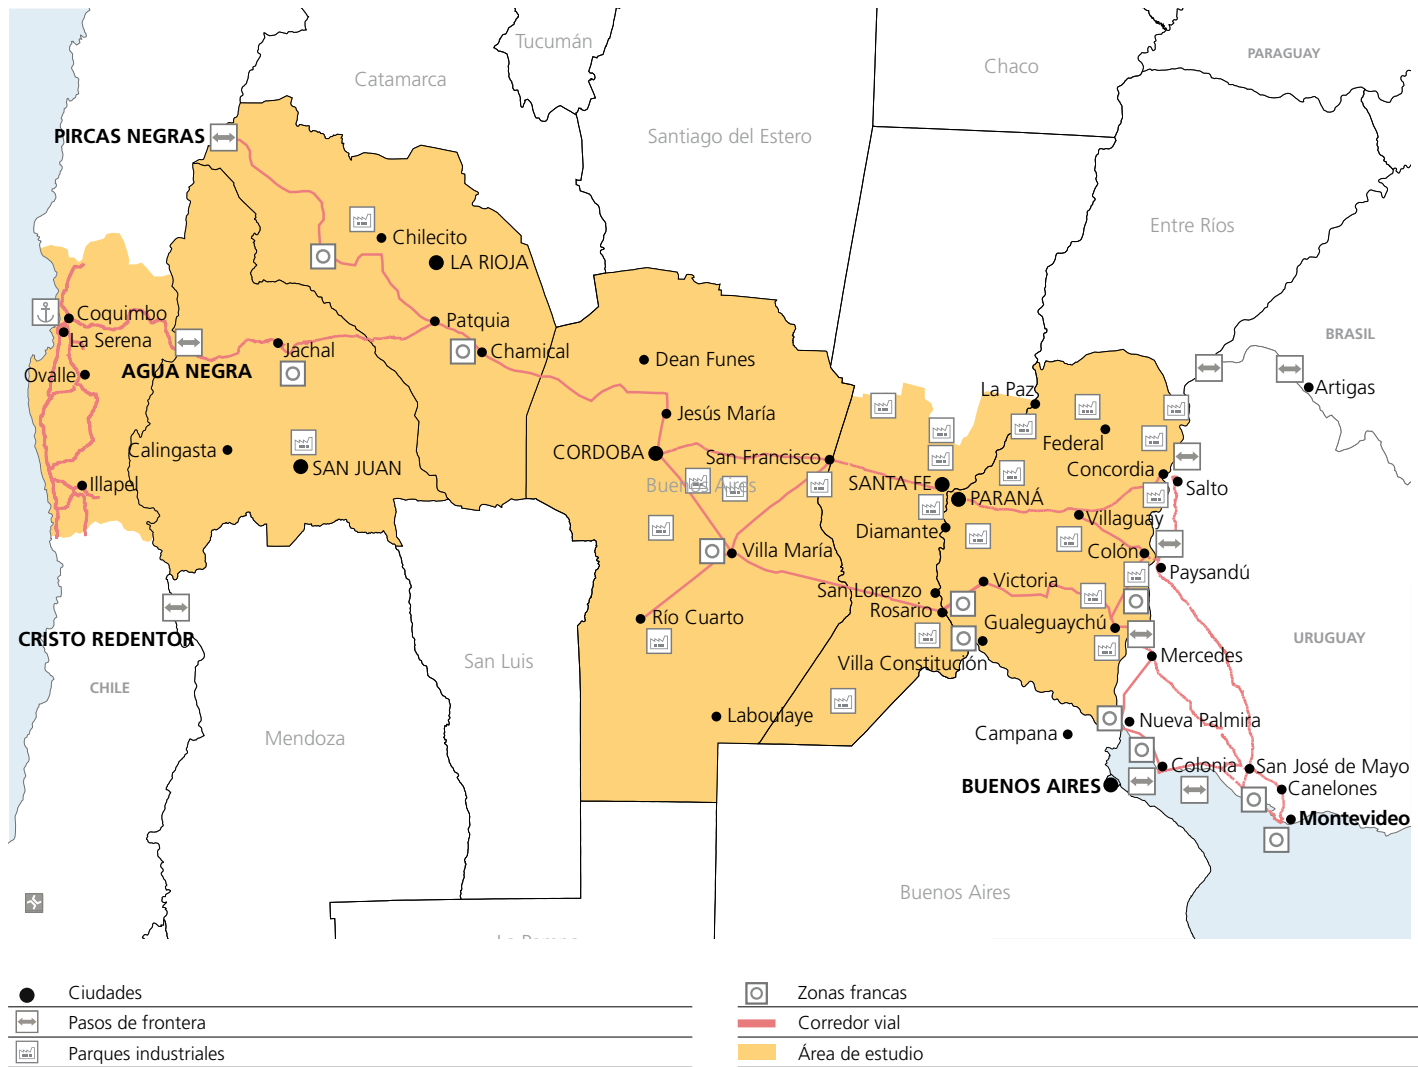 Tucumán
PARAGUAY
Chaco
Catamarca
PIRCAS NEGRAS
Santiago del Estero
Entre Ríos
Chilecito
LA RIOJA
Coquimbo
Patquia
La Serena
BRASIL
Jachal
Chamical
Dean Funes
AGUA NEGRA
Ovalle
Artigas
La Paz
Jesús María
Federal
Calingasta
CORDOBA
San Francisco
SAN JUAN
Concordia
Illapel
Buenos Aires
SANTA FE
Salto
PARANÁ
Villaguay
Diamante
Villa María
Colón
Paysandú
Victoria
San Lorenzo
Rosario
Río Cuarto
Gualeguaychú
CRISTO REDENTOR
URUGUAY
San Luis
Villa Constitución
Mercedes
CHILE
Laboulaye
Nueva Palmira
Mendoza
Campana
Colonia
San José de Mayo
BUENOS AIRES
Canelones
Montevideo
Buenos Aires
La Pampa
Ciudades
Zonas francas
Pasos de frontera
Corredor vial
Parques industriales
Área de estudio